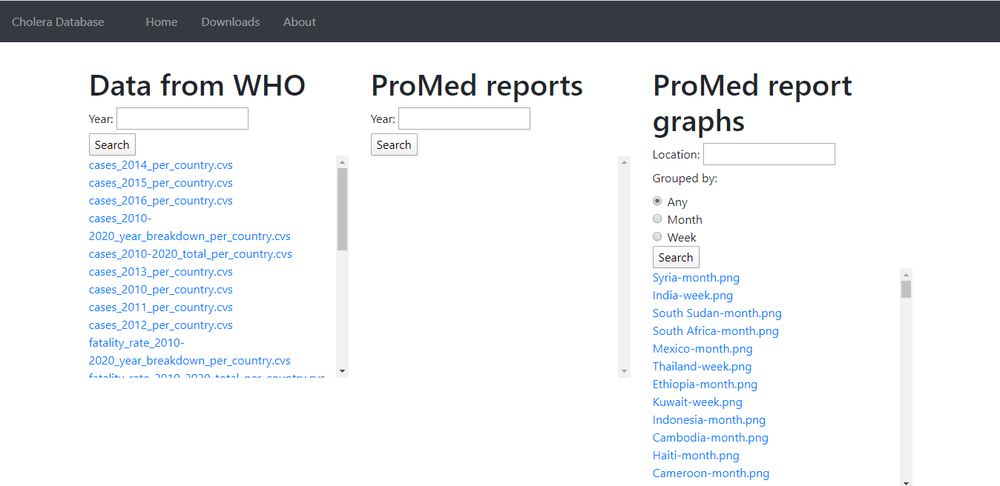 Cholera Database Home Downloads About
Data from WHO
Year:
Search
cases_2014_per_country.cvs
cases_2015_per_country.cvs
cases_2016_per_country.cvs
cases_2010-
2020_year_breakdown_per_country.cvs
cases_2010-2020_total_per_country.cvs
cases_2013_per_country.cvs
cases_2010_per_country.cvs
cases_2011_per_country.cvs
cases_2012_per_country.cvs
fatality_rate_2010-
2020_year_breakdown_per_country.cvs
fatality_rate_2010-2020_total_per_country.cvs
ProMed reports
Year:
Search
ProMed report
graphs
Location:
Grouped by:
Any
Month
Week
Search
Syria-month.png
India-week.png
South Sudan-month.png
South Africa-month.png
Mexico-month.png
Thailand-week.png
Ethiopia-month.png
Kuwait-week.png
Indonesia-month.png
Cambodia-month.png
Haiti-month.png
Cameroon-month.png